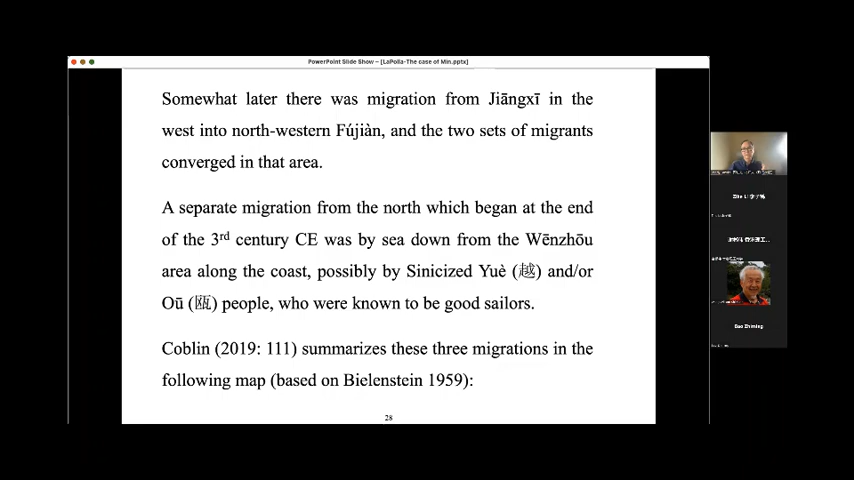 PowerPoint Slide Show – [LaPolla-The case of Min.pptx]
Somewhat later there was migration from Jiāngxī in the
west into north-western Fújiàn, and the two sets of migrants
converged in that area.
A separate migration from the north which began at the end
of the 3rd century CE was by sea down from the Wēnzhōu
area along the coast, possibly by Sinicized Yuè (越) and/or
Oū (瓯) people, who were known to be good sailors.
Coblin (2019: 111) summarizes these three migrations in the
following map (based on Bielenstein 1959):
28
Bao Zhiming